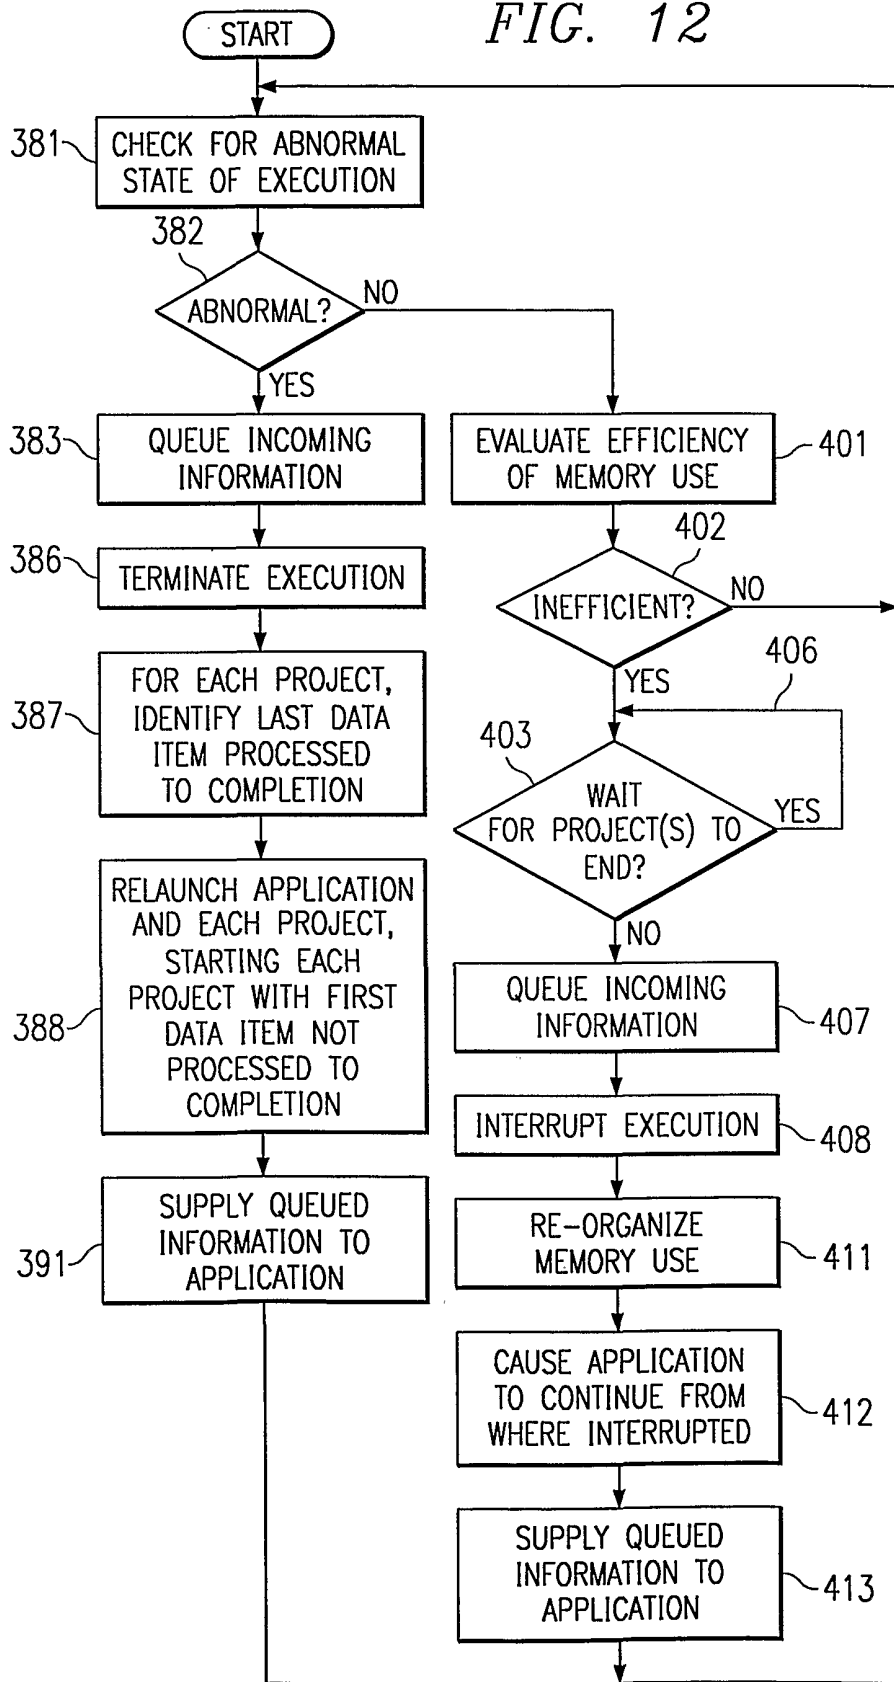 FIG. 12
START
381
CHECK FOR ABNORMAL
STATE OF EXECUTION
382
ABNORMAL?
NO
YES
383
QUEUE INCOMING
INFORMATION
386
TERMINATE EXECUTION
387
FOR EACH PROJECT,
IDENTIFY LAST DATA
ITEM PROCESSED
TO COMPLETION
388
RELAUNCH APPLICATION
AND EACH PROJECT,
STARTING EACH
PROJECT WITH FIRST
DATA ITEM NOT
PROCESSED TO
COMPLETION
391
SUPPLY QUEUED
INFORMATION TO
APPLICATION
EVALUATE EFFICIENCY
OF MEMORY USE
401
402
INEFFICIENT?
NO
YES
406
403
WAIT
FOR PROJECT(S) TO
END?
YES
NO
QUEUE INCOMING
INFORMATION
407
INTERRUPT EXECUTION
408
RE-ORGANIZE
MEMORY USE
411
CAUSE APPLICATION
TO CONTINUE FROM
WHERE INTERRUPTED
412
SUPPLY QUEUED
INFORMATION TO
APPLICATION
413